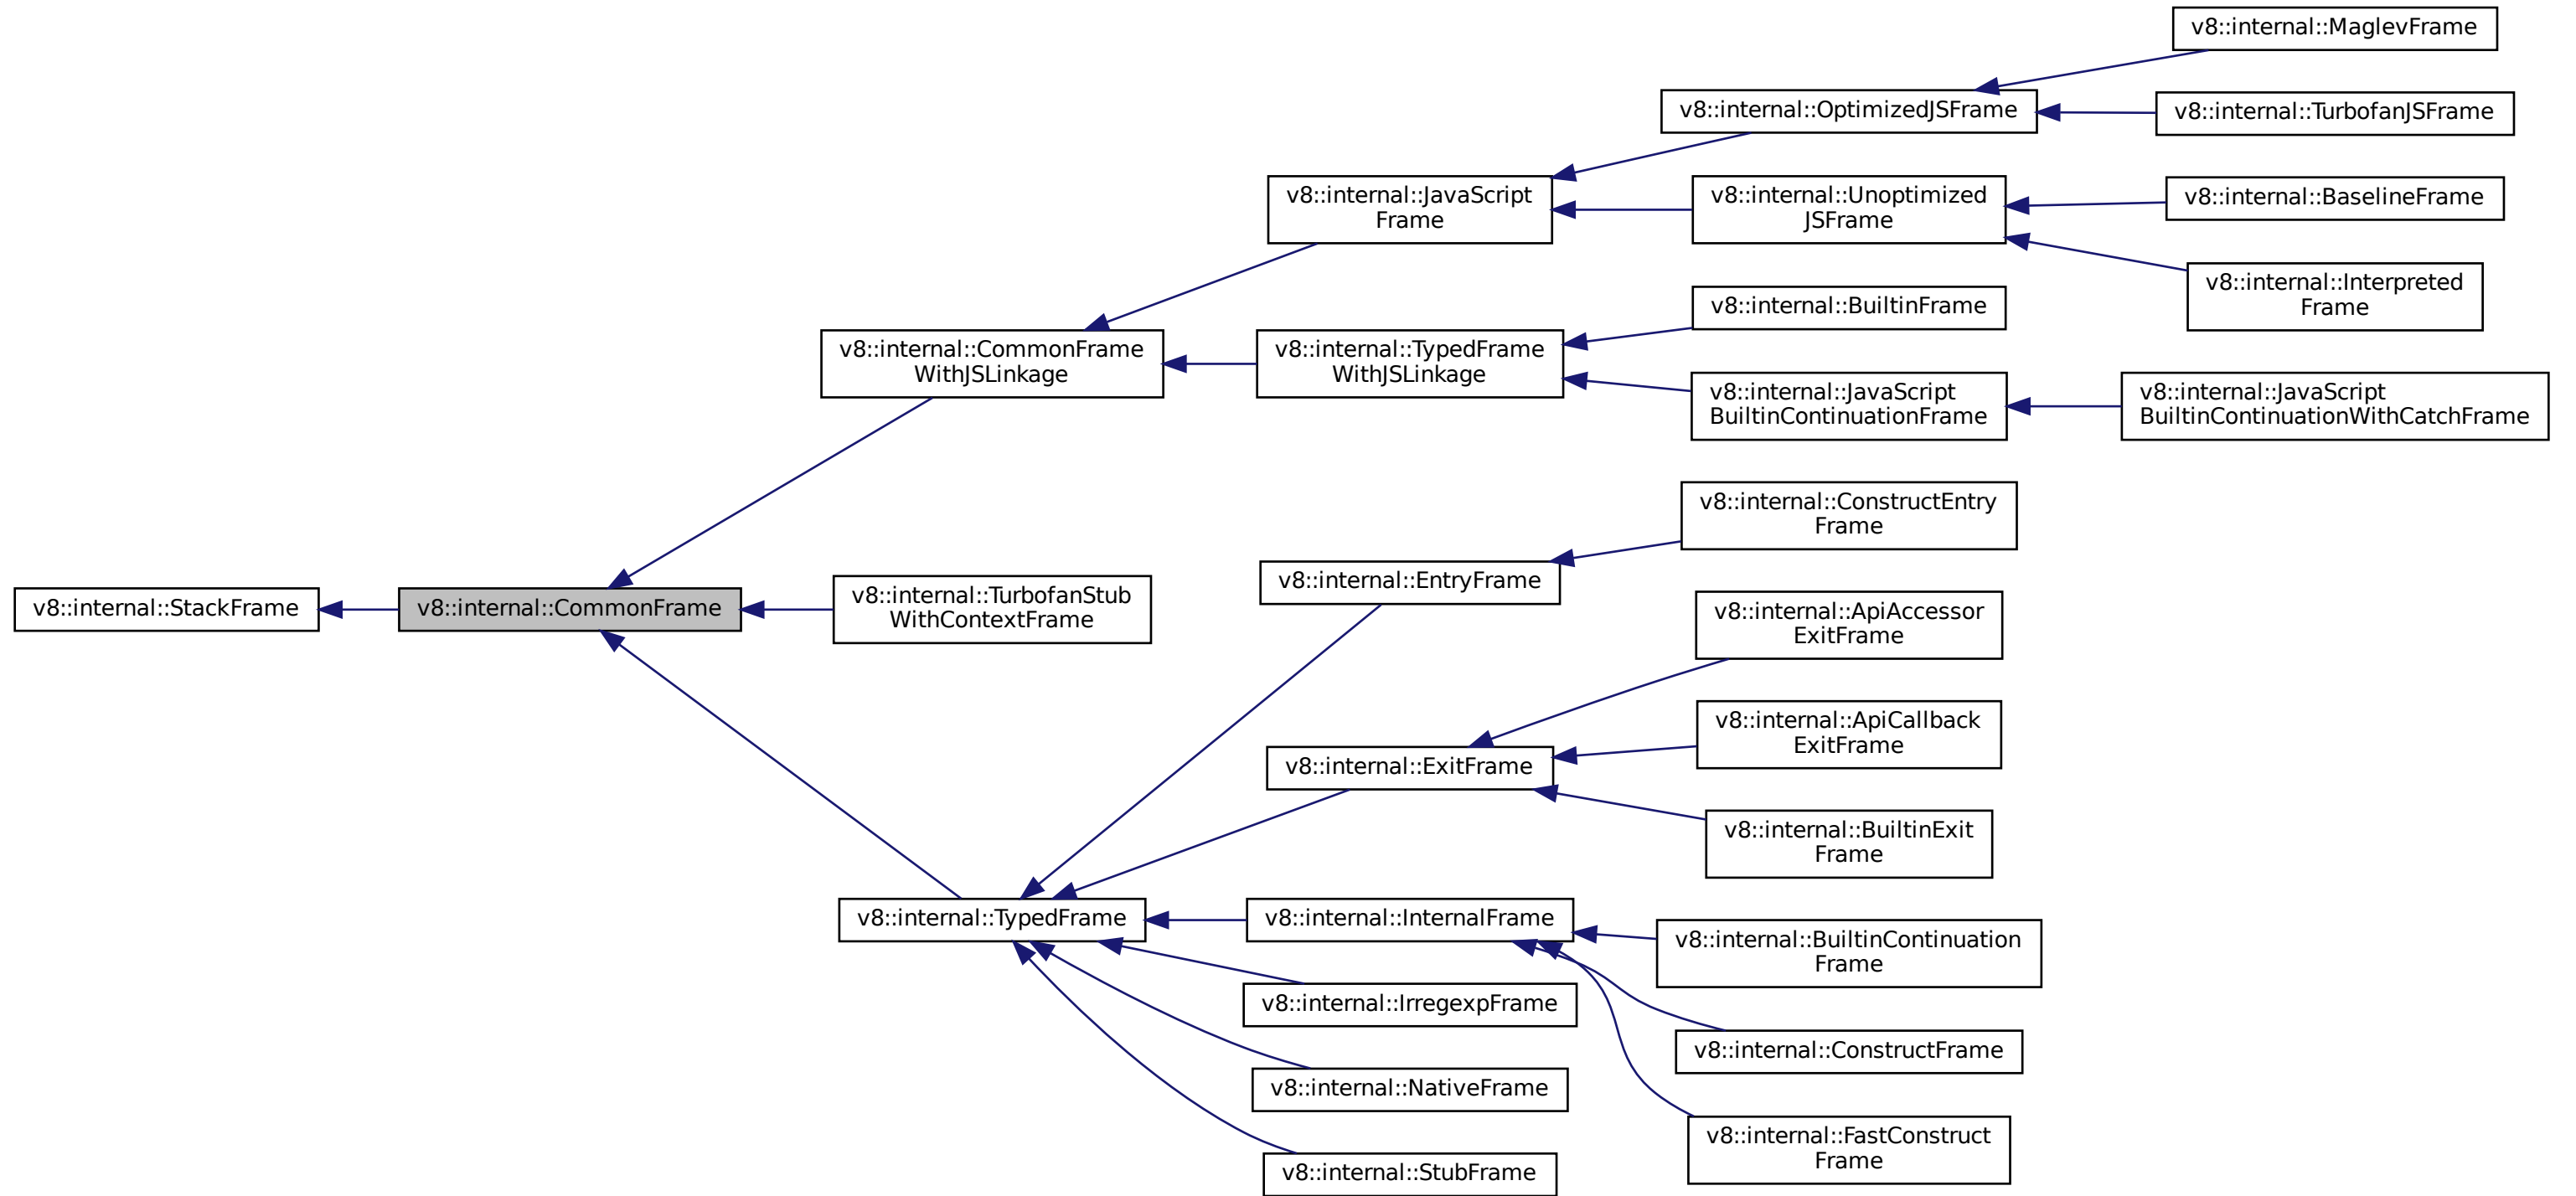 v8::internal::MaglevFrame
v8::internal::OptimizedJSFrame
v8::internal::TurbofanJSFrame
v8::internal::JavaScript
Frame
v8::internal::Unoptimized
JSFrame
v8::internal::BaselineFrame
v8::internal::Interpreted
Frame
v8::internal::BuiltinFrame
v8::internal::CommonFrame
WithJSLinkage
v8::internal::TypedFrame
WithJSLinkage
v8::internal::JavaScript
BuiltinContinuationFrame
v8::internal::JavaScript
BuiltinContinuationWithCatchFrame
v8::internal::ConstructEntry
Frame
v8::internal::EntryFrame
v8::internal::StackFrame
v8::internal::CommonFrame
v8::internal::TurbofanStub
WithContextFrame
v8::internal::ApiAccessor
ExitFrame
v8::internal::ApiCallback
ExitFrame
v8::internal::ExitFrame
v8::internal::BuiltinExit
Frame
v8::internal::TypedFrame
v8::internal::InternalFrame
v8::internal::BuiltinContinuation
Frame
v8::internal::IrregexpFrame
v8::internal::ConstructFrame
v8::internal::NativeFrame
v8::internal::FastConstruct
Frame
v8::internal::StubFrame